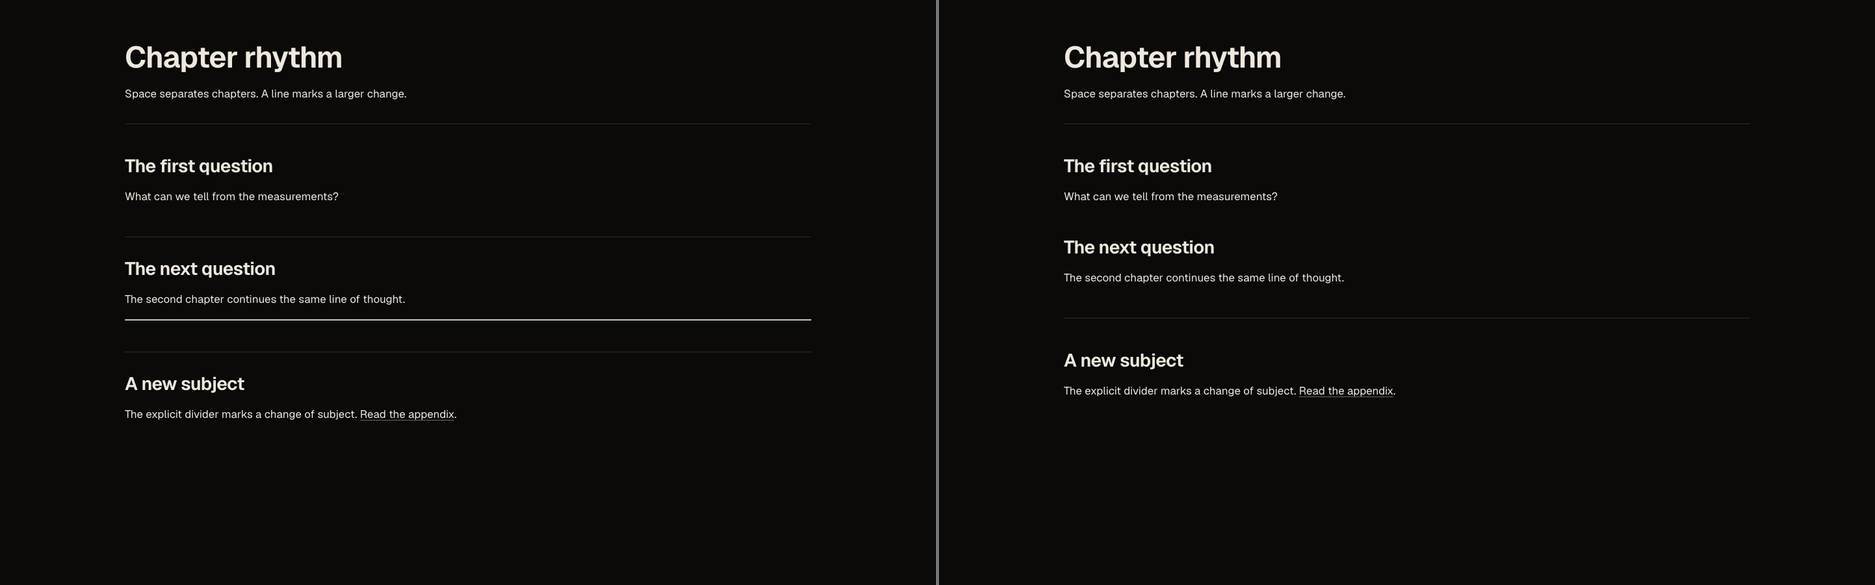 Chapter rhythm
Space separates chapters. A line marks a larger change.
The first question
What can we tell from the measurements?
The next question
The second chapter continues the same line of thought.
A new subject
The explicit divider marks a change of subject. Read the appendix.
Chapter rhythm
Space separates chapters. A line marks a larger change.
The first question
What can we tell from the measurements?
The next question
The second chapter continues the same line of thought.
A new subject
The explicit divider marks a change of subject. Read the appendix.